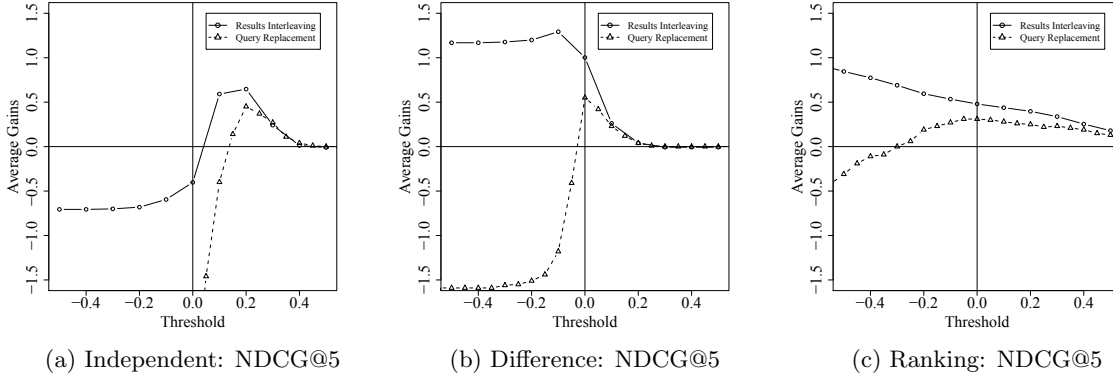 Average Gains
1.5
1.0
0.5
0.0
−0.5
−1.0
−1.5
Results Interleaving
Query Replacement
−0.4 −0.2 0.0 0.2 0.4
Threshold
(a) Independent: NDCG@5
Average Gains
1.5
1.0
0.5
0.0
−0.5
−1.0
−1.5
Results Interleaving
Query Replacement
−0.4 −0.2 0.0 0.2 0.4
Threshold
(b) Difference: NDCG@5
Average Gains
1.5
1.0
0.5
0.0
−0.5
−1.0
−1.5
Results Interleaving
Query Replacement
−0.4 −0.2 0.0 0.2 0.4
Threshold
(c) Ranking: NDCG@5